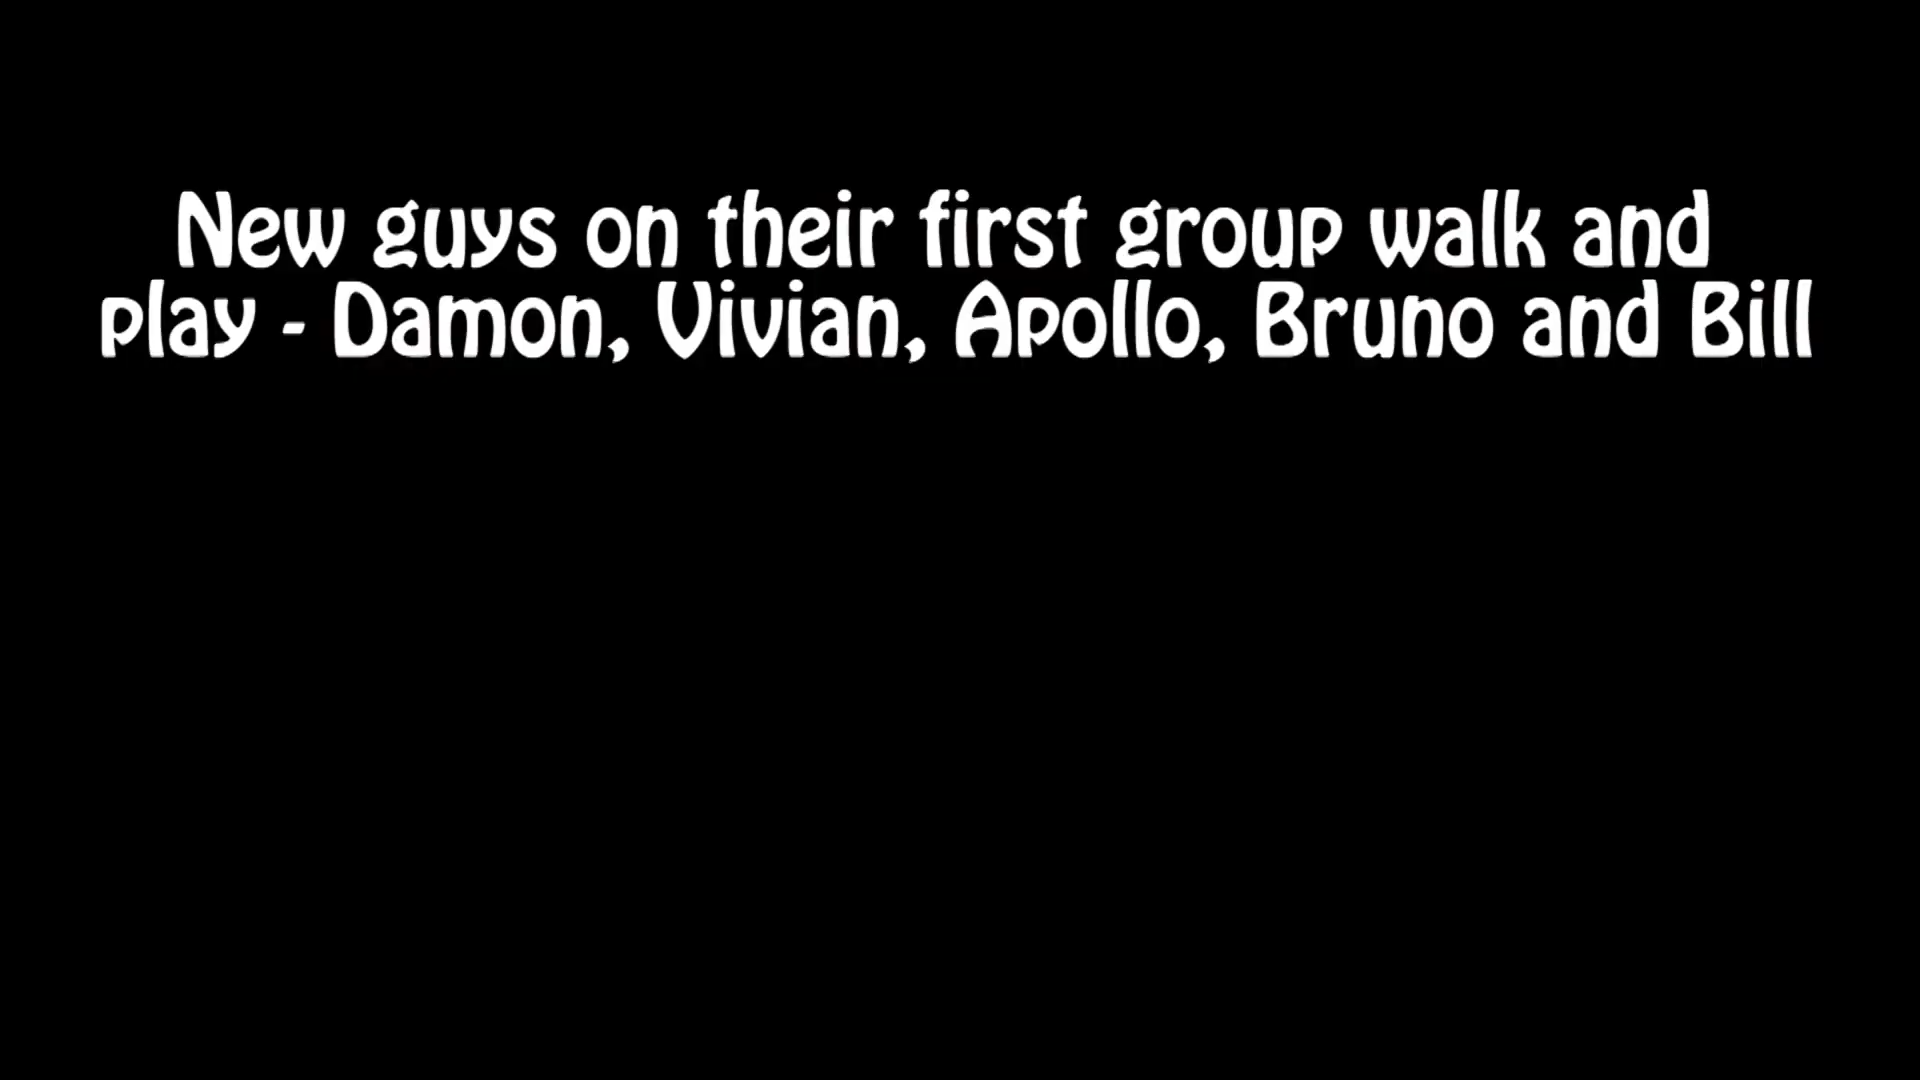 New guys on their first group walk and
play - Damon, Vivian, Apollo, Bruno and Bill